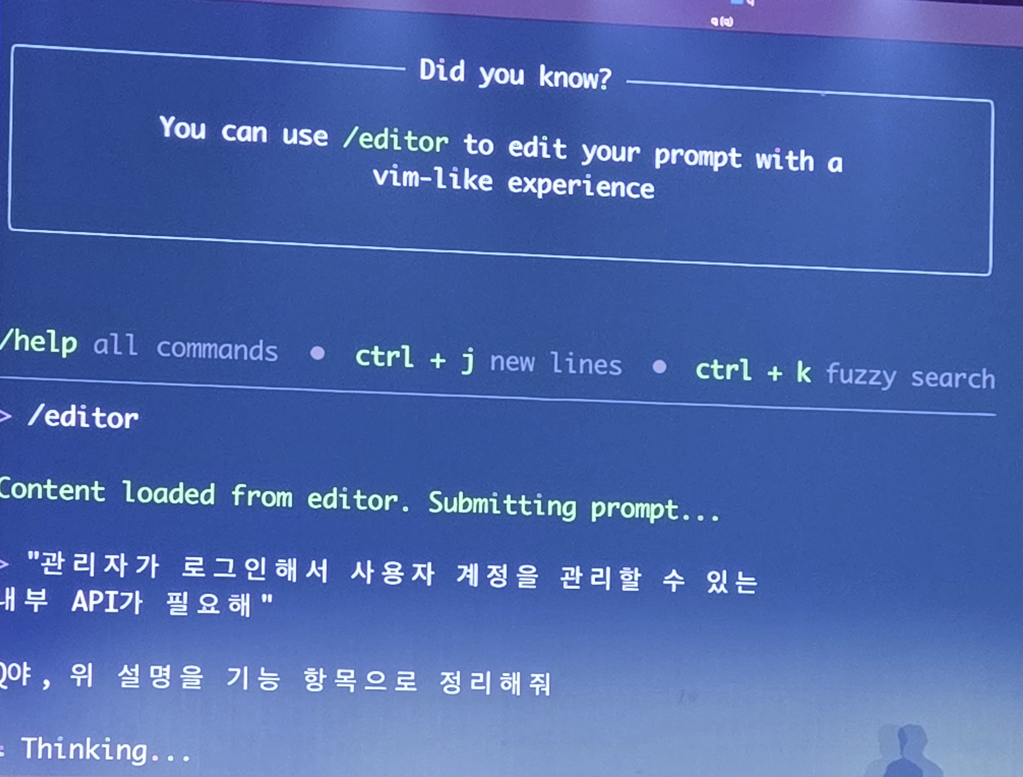 q (q)
Did you know?
You can use /editor to edit your prompt with a
vim-like experience
/help all commands • ctrl + j new lines • ctrl + k fuzzy search
> /editor
Content loaded from editor. Submitting prompt...
> "관리자가 로그인해서 사용자 계정을 관리할 수 있는
내부 API가 필요해"
Q야, 위 설명을 기능 항목으로 정리해줘
Thinking...